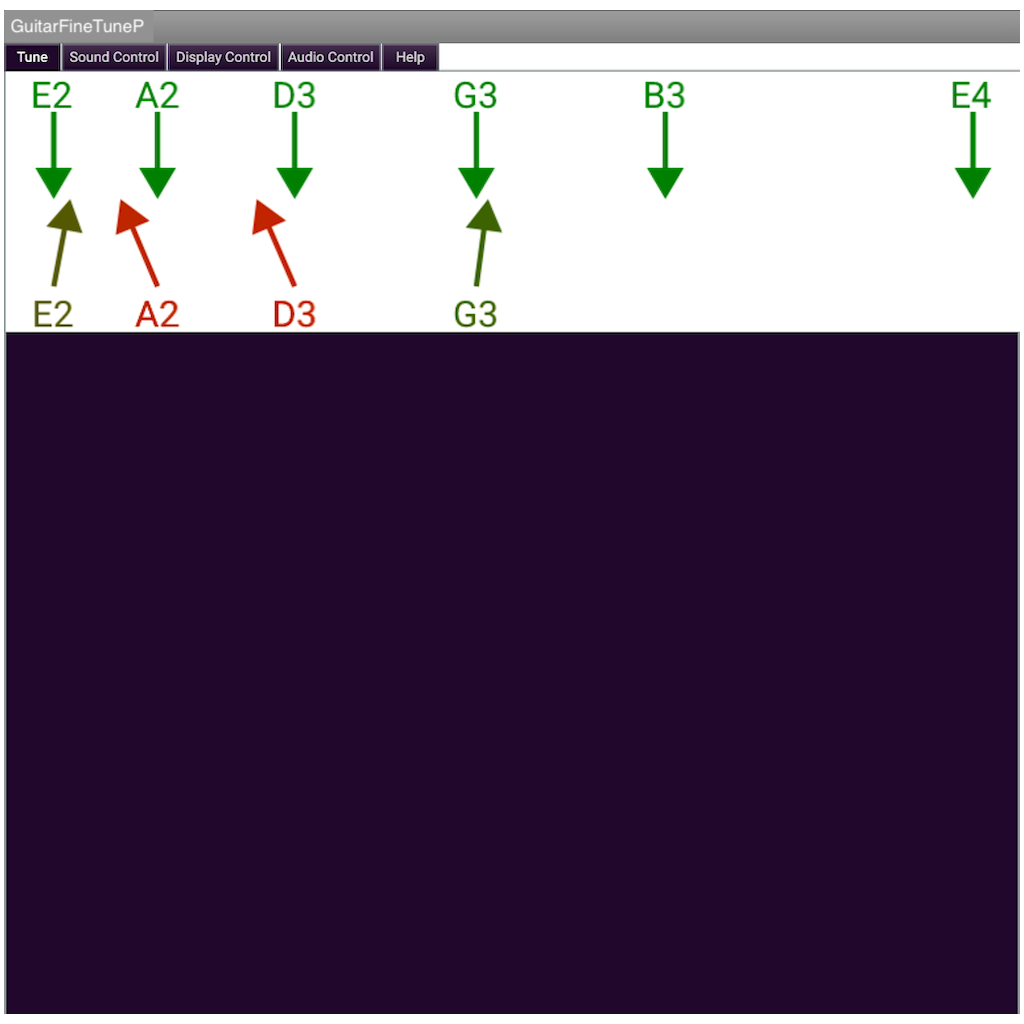 GuitarFineTuneP
Tune Sound Control Display Control Audio Control Help
E2 A2 D3 G3 B3 E4
E2 A2 D3 G3